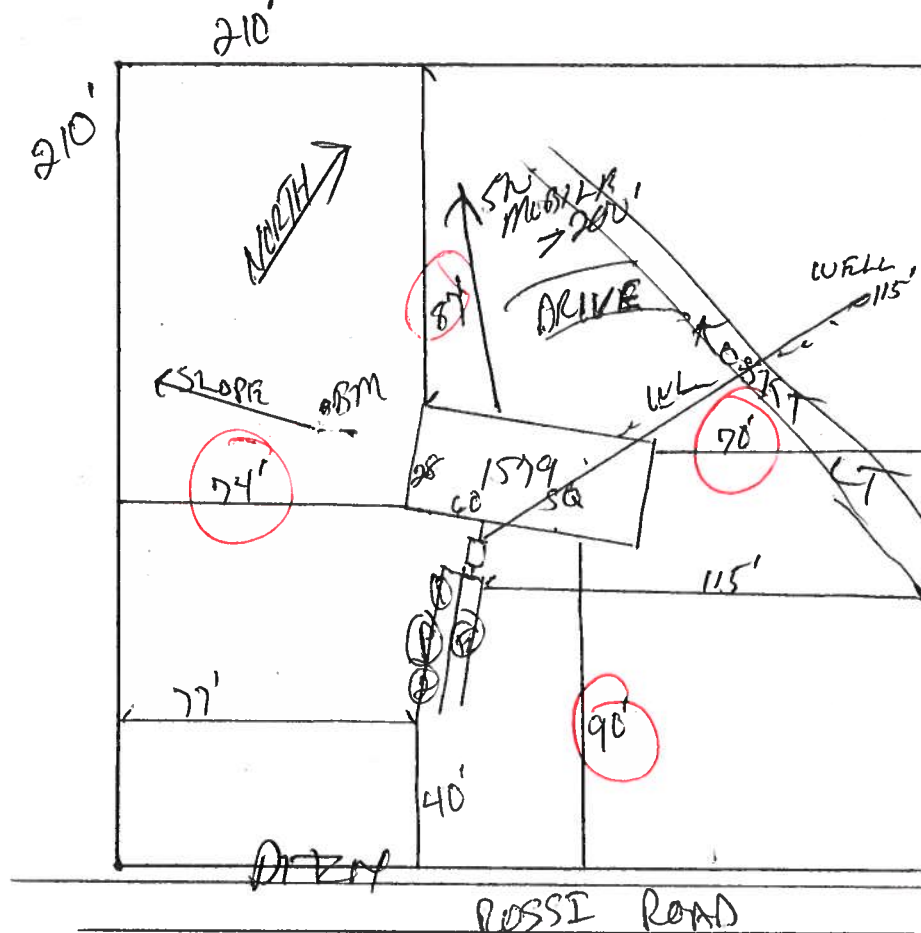 210'
210'
NORTH
SW
MOBILR
> 200'
WELL
115'
DRIVE
87'
SLOPE
BM
WL
70'
74'
28
1579
60
SQ
115'
77'
90'
40'
ROSSI ROAD